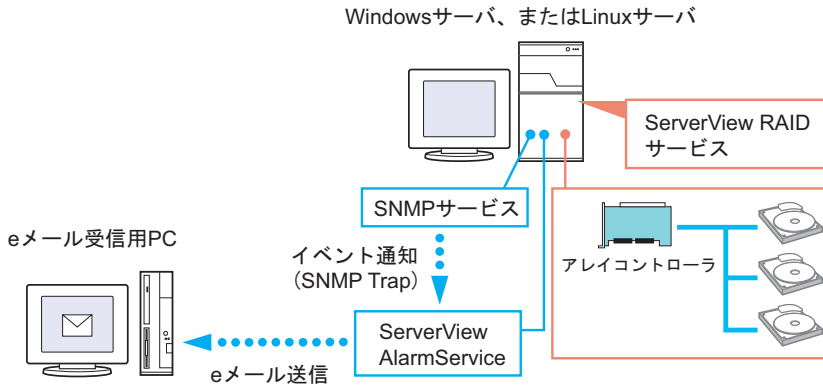 Windowsサーバ、またはLinuxサーバ
ServerView RAID
サービス
SNMPサービス
アレイコントローラ
eメール受信用PC
イベント通知
（SNMP Trap）
ServerView
AlarmService
eメール送信